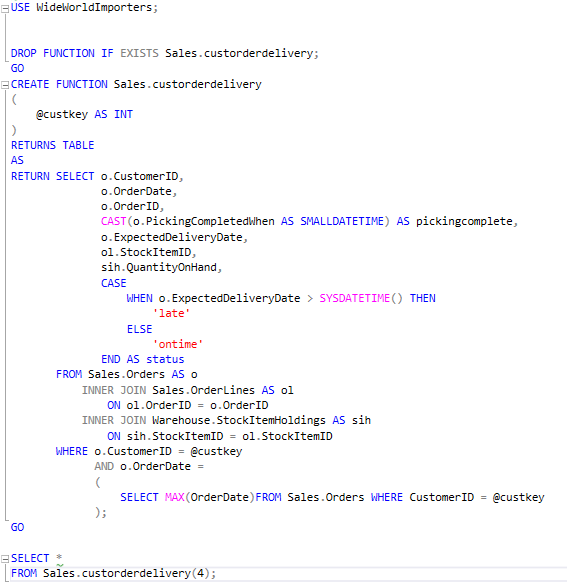 USE WideWorldImporters;
DROP FUNCTION IF EXISTS Sales.custorderdelivery;
GO
CREATE FUNCTION Sales.custorderdelivery
(
@custkey AS INT
)
RETURNS TABLE
AS
RETURN SELECT o.CustomerID,
o.OrderDate,
o.OrderID,
CAST(o.PickingCompletedWhen AS SMALLDATETIME) AS pickingcomplete,
o.ExpectedDeliveryDate,
ol.StockItemID,
sih.QuantityOnHand,
CASE
WHEN o.ExpectedDeliveryDate > SYSDATETIME() THEN
'late'
ELSE
'ontime'
END AS status
FROM Sales.Orders AS o
INNER JOIN Sales.OrderLines AS ol
ON ol.OrderID = o.OrderID
INNER JOIN Warehouse.StockItemHoldings AS sih
ON sih.StockItemID = ol.StockItemID
WHERE o.CustomerID = @custkey
AND o.OrderDate =
(
SELECT MAX(OrderDate)FROM Sales.Orders WHERE CustomerID = @custkey
);
GO
SELECT *
FROM Sales.custorderdelivery(4);